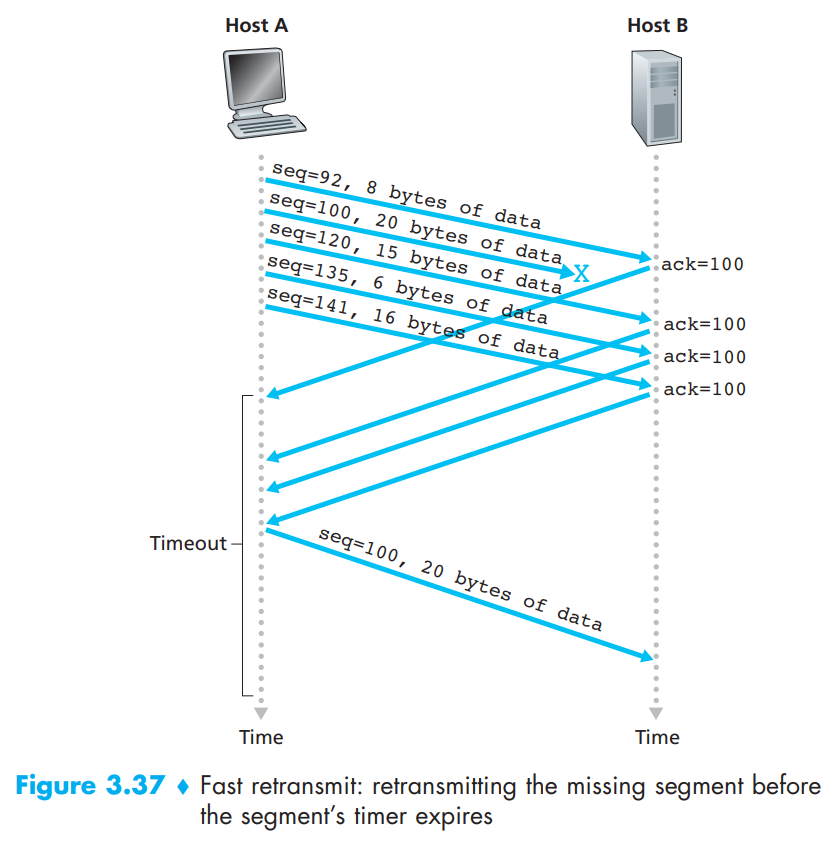 Host A
Host B
seq=92, 8 bytes of data
seq=100, 20 bytes of data
X
seq=120, 15 bytes of data
seq=135, 6 bytes of data
seq=141, 16 bytes of data
ack=100
ack=100
ack=100
ack=100
Timeout
seq=100, 20 bytes of data
Time
Time
Figure 3.37 ♦ Fast retransmit: retransmitting the missing segment before
the segment’s timer expires